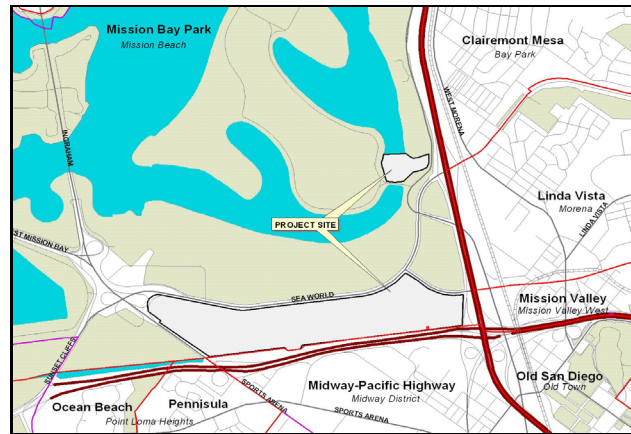 Mission Bay Park
Mission Beach
Clairemont Mesa
Bay Park
INGRAHAM
WEST MORENA
Linda Vista
Morena
LINDA VISTA
PROJECT SITE
ST MISSION BAY
SEA WORLD
Mission Valley
Mission Valley West
SUNSET CLIFFS
SPORTS ARENA
Midway-Pacific Highway
Midway District
Old San Diego
Old Town
Ocean Beach
Pennisula
Point Loma Heights
SPORTS ARENA